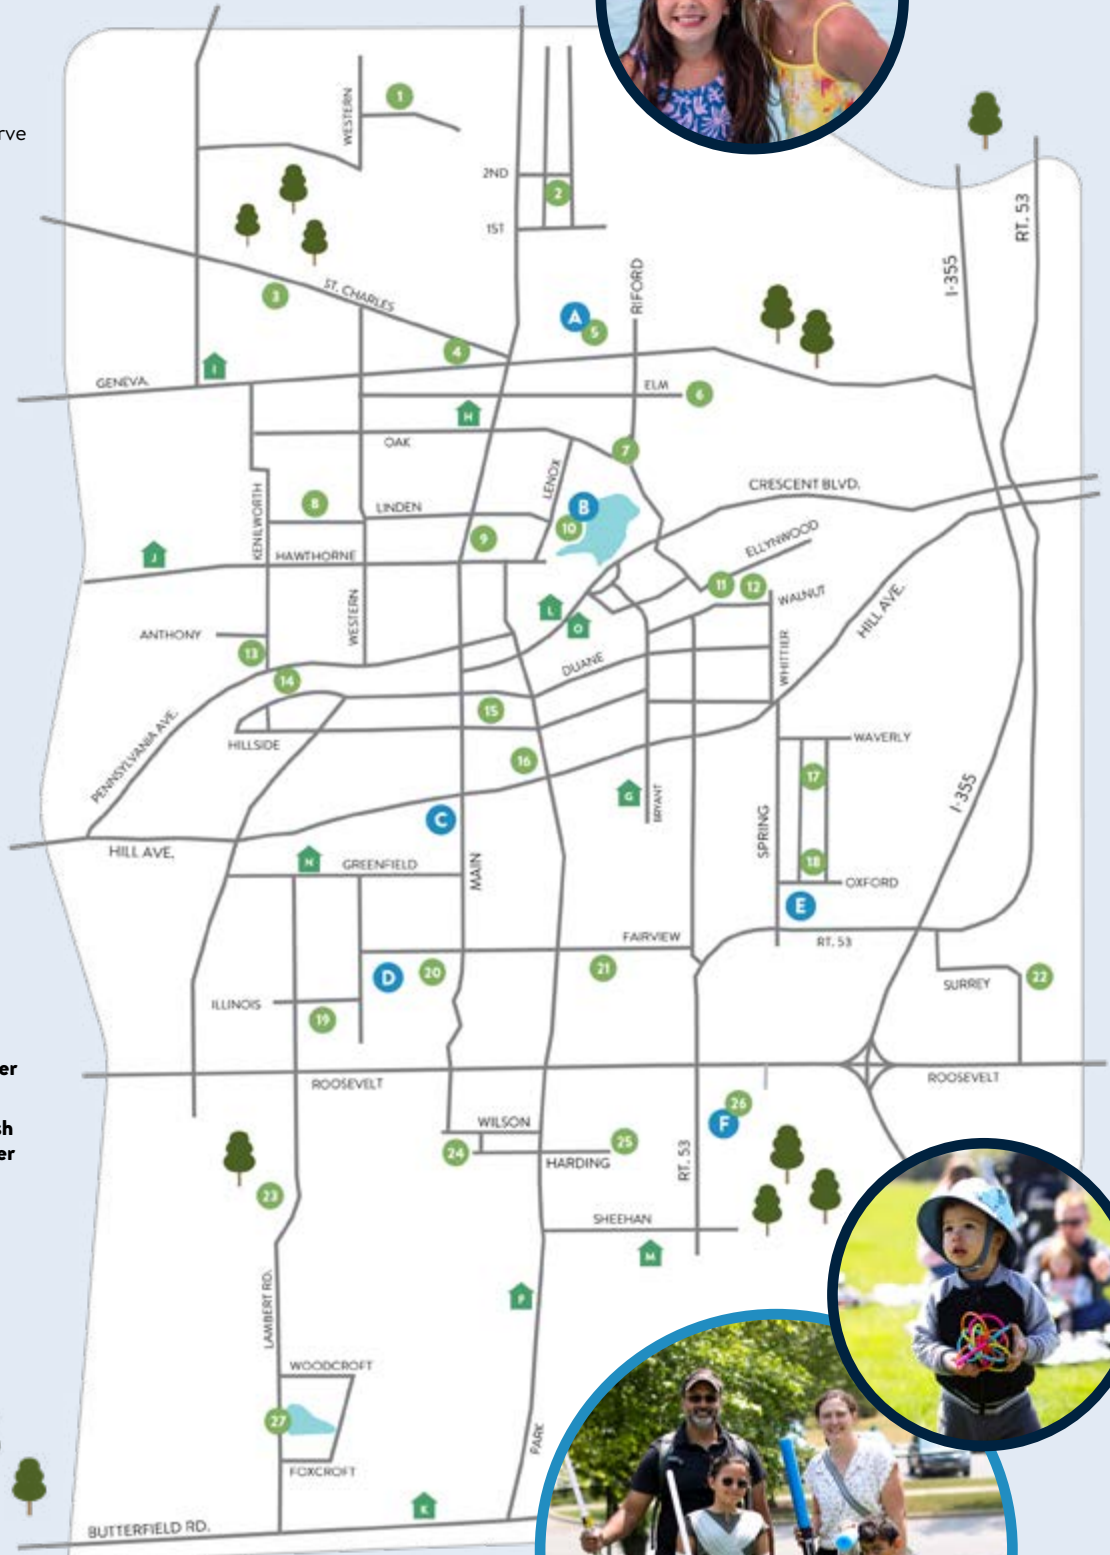 rve
WESTERN
1
2ND
2
1ST
RT. 53
I-355
RIFORD
3
ST. CHARLES
A
5
4
I
GENEVA
ELM
6
H
OAK
7
LENOX
CRESCENT BLVD.
KENILWORTH
8
LINDEN
B
10
9
ELLYNWOOD
J
HAWTHORNE
11
12
WALNUT
HILL AVE.
WESTERN
L
O
ANTHONY
13
DUANE
WHITTIER
14
15
PENNSYLVANIA AVE.
HILLSIDE
WAVERLY
16
17
G
BRYANT
I-355
C
SPRING
HILL AVE.
N
GREENFIELD
MAIN
18
OXFORD
E
FAIRVIEW
RT. 53
D
20
21
22
SURREY
ILLINOIS
19
er
ROOSEVELT
ROOSEVELT
26
F
sh
WILSON
25
er
24
HARDING
RT. 53
23
SHEEHAN
M
P
LAMBERT RD.
WOODCROFT
27
PARK
FOXCROFT
K
BUTTERFIELD RD.